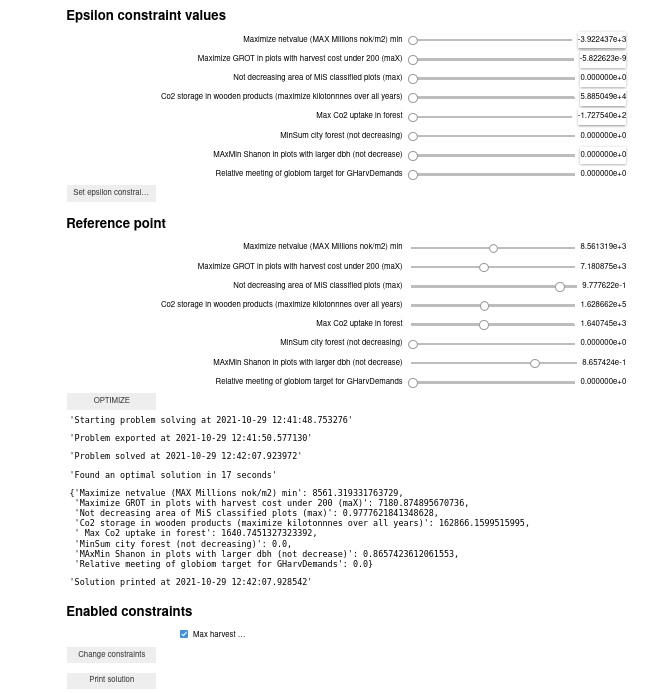 Epsilon constraint values
Maximize netvalue (MAX Millions nok/m2) min -3.922437e+3
Maximize GROT in plots with harvest cost under 200 (maX) -5.822623e-9
Not decreasing area of MiS classified plots (max) 0.000000e+0
Co2 storage in wooden products (maximize kilotonnnes over all years) 5.885049e+4
Max Co2 uptake in forest -1.727540e+2
MinSum city forest (not decreasing) 0.000000e+0
MAxMin Shanon in plots with larger dbh (not decrease) 0.000000e+0
Relative meeting of globiom target for GHarvDemands 0.000000e+0
Set epsilon constrai...
Reference point
Maximize netvalue (MAX Millions nok/m2) min 8.561319e+3
Maximize GROT in plots with harvest cost under 200 (maX) 7.180875e+3
Not decreasing area of MiS classified plots (max) 9.777622e-1
Co2 storage in wooden products (maximize kilotonnnes over all years) 1.628662e+5
Max Co2 uptake in forest 1.640745e+3
MinSum city forest (not decreasing) 0.000000e+0
MAxMin Shanon in plots with larger dbh (not decrease) 8.657424e-1
Relative meeting of globiom target for GHarvDemands 0.000000e+0
OPTIMIZE
'Starting problem solving at 2021-10-29 12:41:48.753276'
'Problem exported at 2021-10-29 12:41:50.577130'
'Problem solved at 2021-10-29 12:42:07.923972'
'Found an optimal solution in 17 seconds'
{'Maximize netvalue (MAX Millions nok/m2) min': 8561.319331763729,
'Maximize GROT in plots with harvest cost under 200 (maX)': 7180.874895670736,
'Not decreasing area of MiS classified plots (max)': 0.9777621841348628,
'Co2 storage in wooden products (maximize kilotonnnes over all years)': 162866.1599515995,
' Max Co2 uptake in forest': 1640.7451327323392,
'MinSum city forest (not decreasing)': 0.0,
'MAxMin Shanon in plots with larger dbh (not decrease)': 0.8657423612061553,
'Relative meeting of globiom target for GHarvDemands': 0.0}
'Solution printed at 2021-10-29 12:42:07.928542'
Enabled constraints
Max harvest ...
Change constraints
Print solution